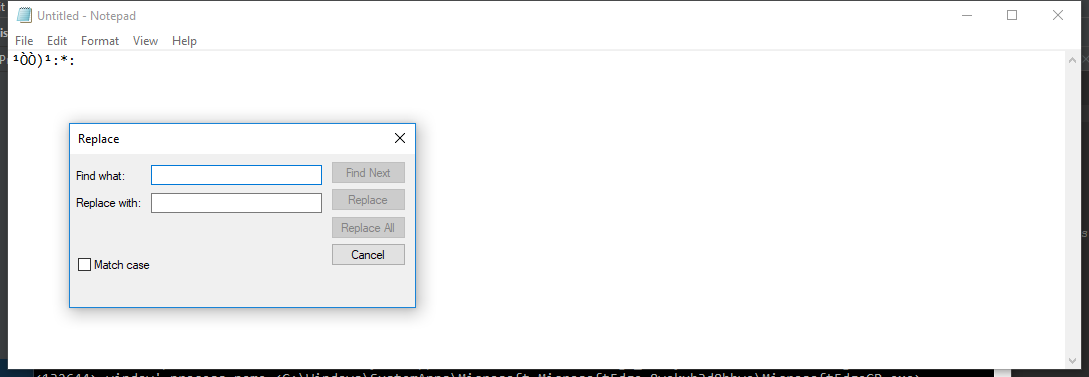 Untitled - Notepad
File Edit Format View Help
¹ÒÒ)¹:*:
Replace
Find what:
Find Next
Replace with:
Replace
Replace All
Cancel
Match case